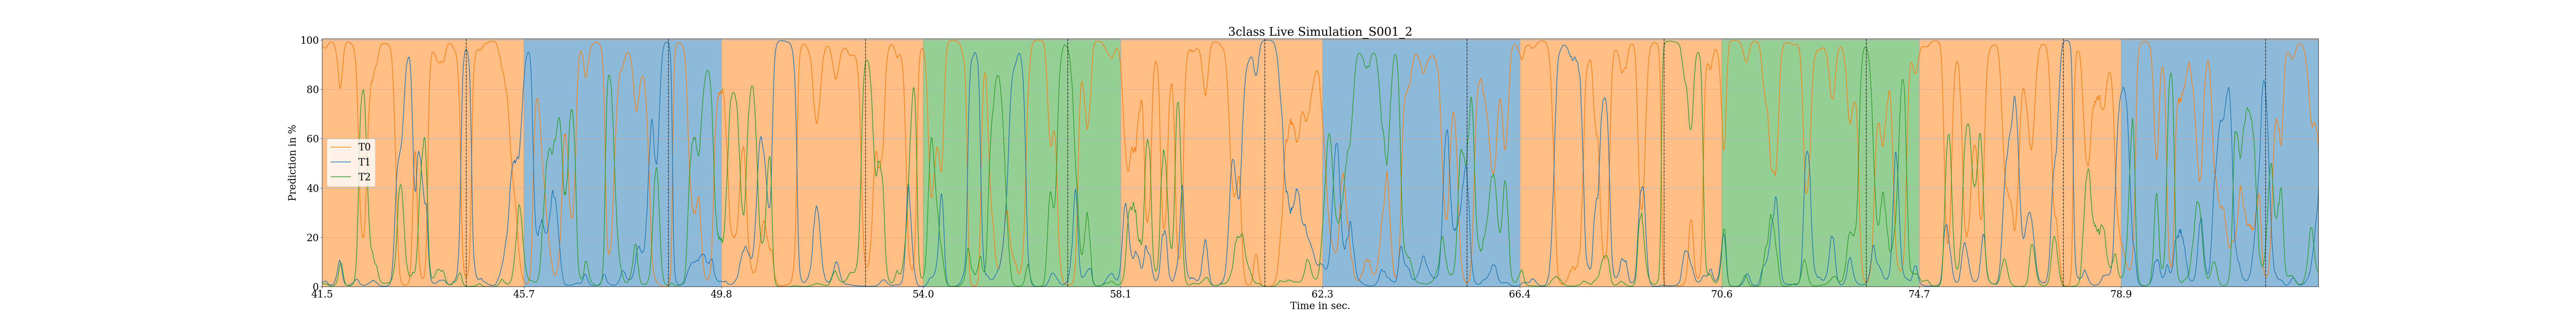 3class Live Simulation_S001_2
Prediction in %
100
80
60
40
20
0
T0
T1
T2
41.5 45.7 49.8 54.0 58.1 62.3 66.4 70.6 74.7 78.9
Time in sec.